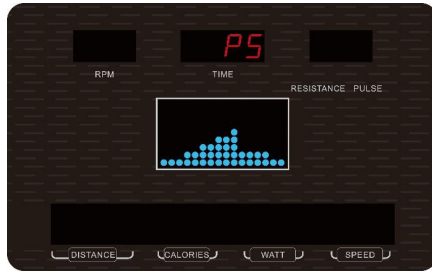 P5
RPM
TIME
RESISTANCE PULSE
DISTANCE
CALORIES
WATT
SPEED